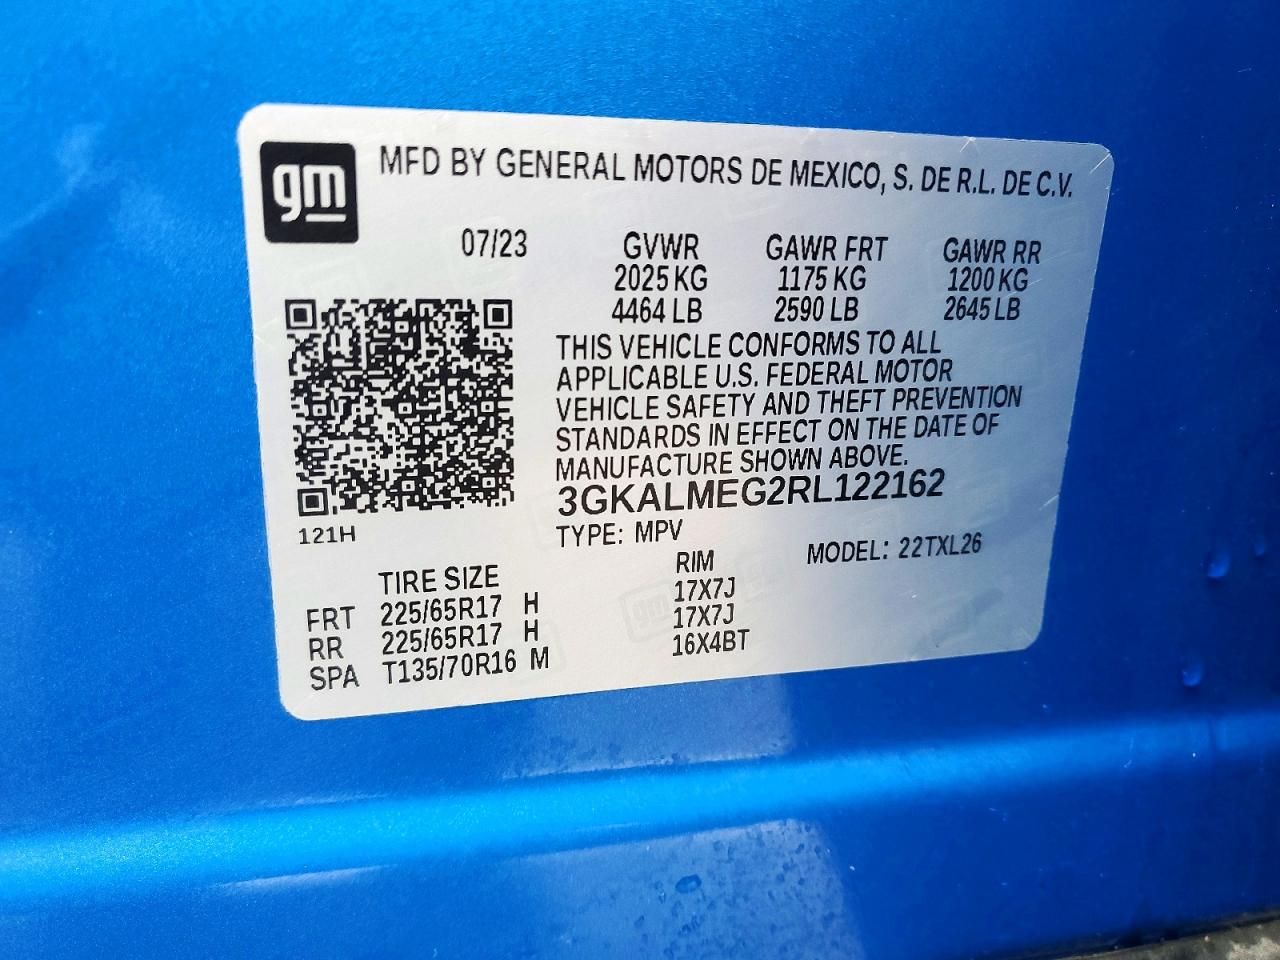 gm
MFD BY GENERAL MOTORS DE MEXICO, S. DE R.L. DE C.V.
07/23 GVWR GAWR FRT GAWR RR
2025 KG 1175 KG 1200 KG
4464 LB 2590 LB 2645 LB
THIS VEHICLE CONFORMS TO ALL
APPLICABLE U.S. FEDERAL MOTOR
VEHICLE SAFETY AND THEFT PREVENTION
STANDARDS IN EFFECT ON THE DATE OF
MANUFACTURE SHOWN ABOVE.
3GKALMEG2RL122162
121H
TYPE: MPV MODEL: 22TXL26
TIRE SIZE RIM
FRT 225/65R17 H 17X7J
RR 225/65R17 H 17X7J
SPA T135/70R16 M 16X4BT